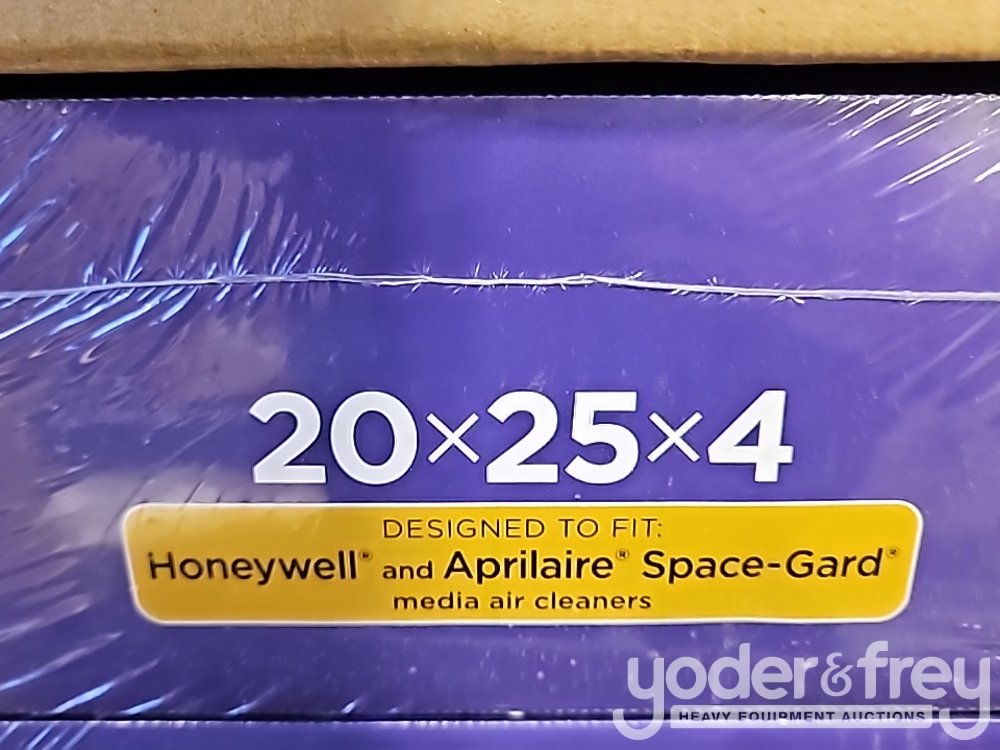 20×25×4
DESIGNED TO FIT:
Honeywell® and Aprilaire® Space-Gard®
media air cleaners
yoder&frey
HEAVY EQUIPMENT AUCTIONS